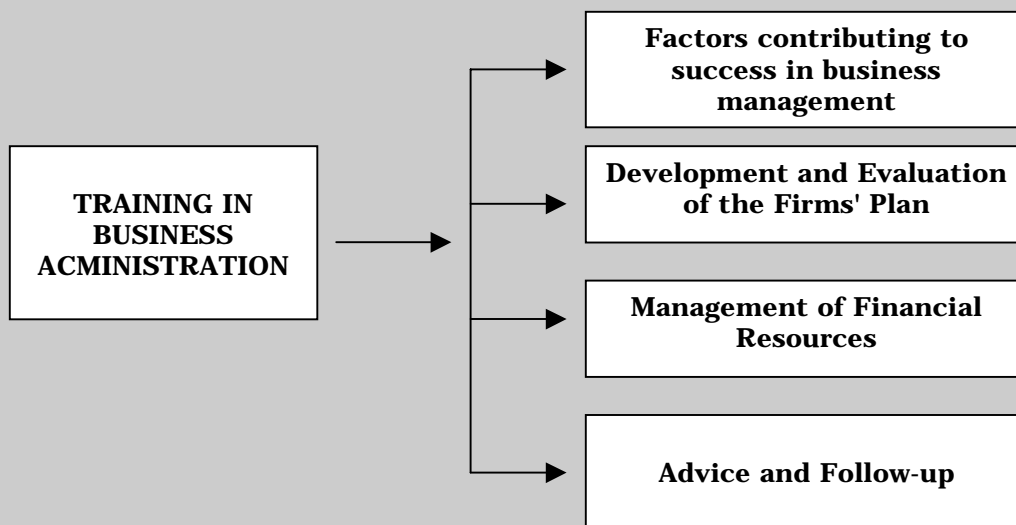 TRAINING IN
BUSINESS
ACMINISTRATION
Factors contributing to
success in business
management
Development and Evaluation
of the Firms' Plan
Management of Financial
Resources
Advice and Follow-up